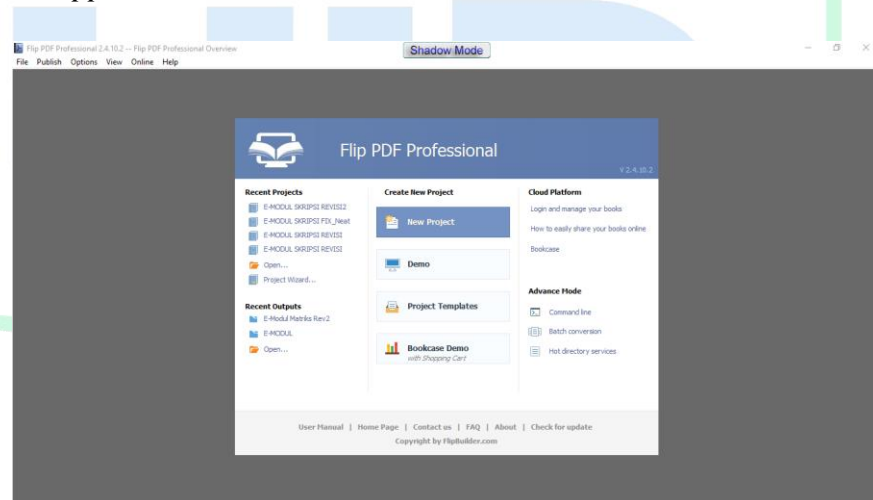 Flip PDF Professional 2.4.10.2 -- Flip PDF Professional Overview
Shadow Mode
File Publish Options View Online Help
Flip PDF Professional
V 2.4.10.2
Recent Projects
E-MODUL SKRIPSI REVISI2
E-MODUL SKRIPSI FIX_Neat
E-MODUL SKRIPSI REVISI
E-MODUL SKRIPSI REVISI
Open...
Project Wizard...
Recent Outputs
E-Modul Matriks Rev2
E-MODUL
Open...
Create New Project
New Project
Demo
Project Templates
Bookcase Demo
with Shopping Cart
Cloud Platform
Login and manage your books
How to easily share your books online
Bookcase
Advance Mode
Command line
Batch conversion
Hot directory services
User Manual | Home Page | Contact us | FAQ | About | Check for update
Copyright by FlipBuilder.com